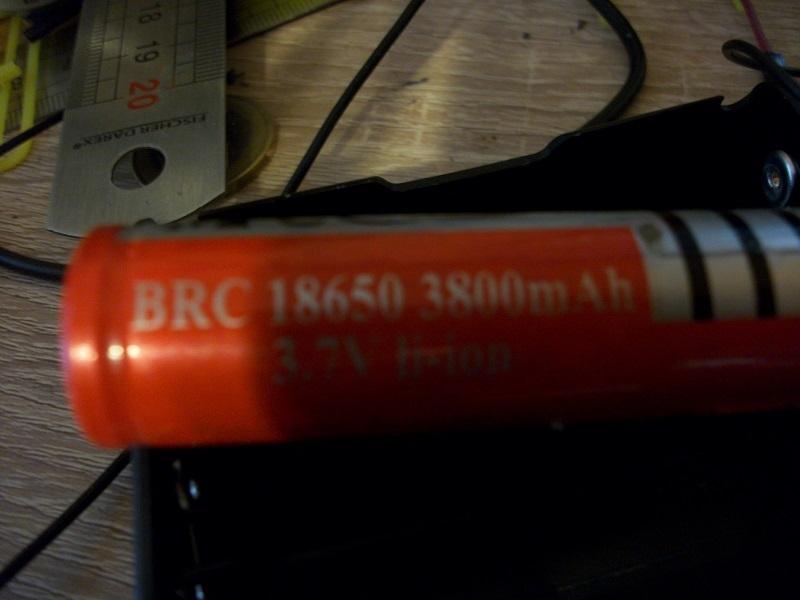 18 19 20
FISCHER DAREX®
BRC 18650 3800mAh
3.7V li-ion